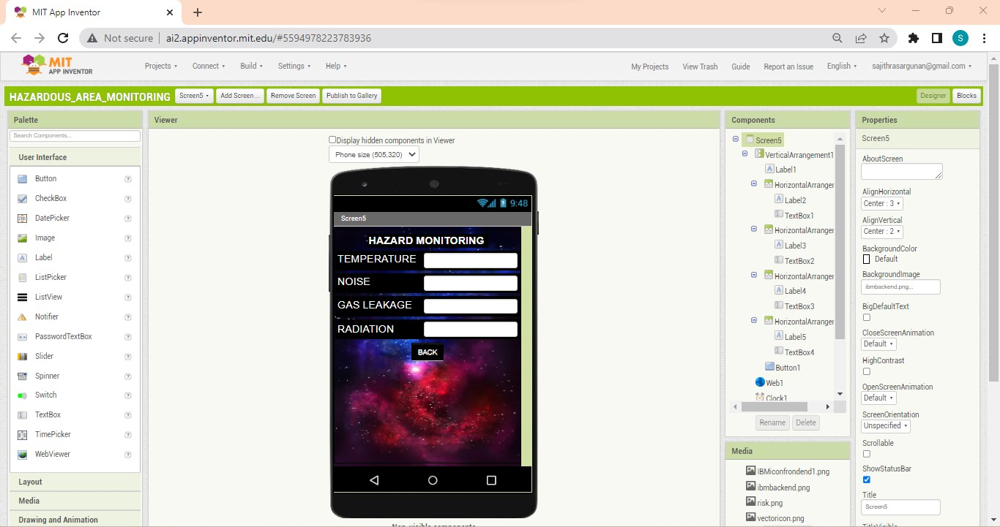 MIT App Inventor
Not secure
ai2.appinventor.mit.edu/#5594978223783936
S
MIT
APP INVENTOR
Projects
Connect
Build
Settings
Help
My Projects
View Trash
Guide
Report an Issue
English
sajithrasargunan@gmail.com
HAZARDOUS_AREA_MONITORING
Screen5
Add Screen ...
Remove Screen
Publish to Gallery
Designer
Blocks
Palette
Search Components...
User Interface
Button
CheckBox
DatePicker
Image
Label
ListPicker
ListView
Notifier
PasswordTextBox
Slider
Spinner
Switch
TextBox
TimePicker
WebViewer
Layout
Media
Drawing and Animation
Viewer
Display hidden components in Viewer
Phone size (505,320)
9:48
Screen5
HAZARD MONITORING
TEMPERATURE
NOISE
GAS LEAKAGE
RADIATION
BACK
Non-visible components
Components
Screen5
VerticalArrangement1
Label1
HorizontalArranger
Label2
TextBox1
HorizontalArranger
Label3
TextBox2
HorizontalArranger
Label4
TextBox3
HorizontalArranger
Label5
TextBox4
Button1
Web1
Clock1
Rename
Delete
Media
IBMiconfrondend1.png
ibmbackend.png
risk.png
vectoricon.png
Properties
Screen5
AboutScreen
AlignHorizontal
Center : 3
AlignVertical
Center : 2
BackgroundColor
Default
BackgroundImage
ibmbackend.png...
BigDefaultText
CloseScreenAnimation
Default
HighContrast
OpenScreenAnimation
Default
ScreenOrientation
Unspecified
Scrollable
ShowStatusBar
Title
Screen5
TitleVisible